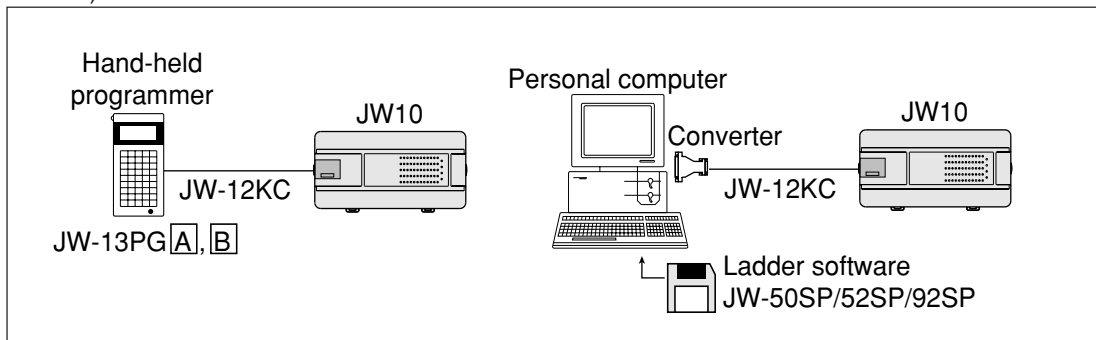 Hand-held
programmer
JW10
JW-12KC
JW-13PG A, B
Personal computer
Converter
JW10
JW-12KC
Ladder software
JW-50SP/52SP/92SP